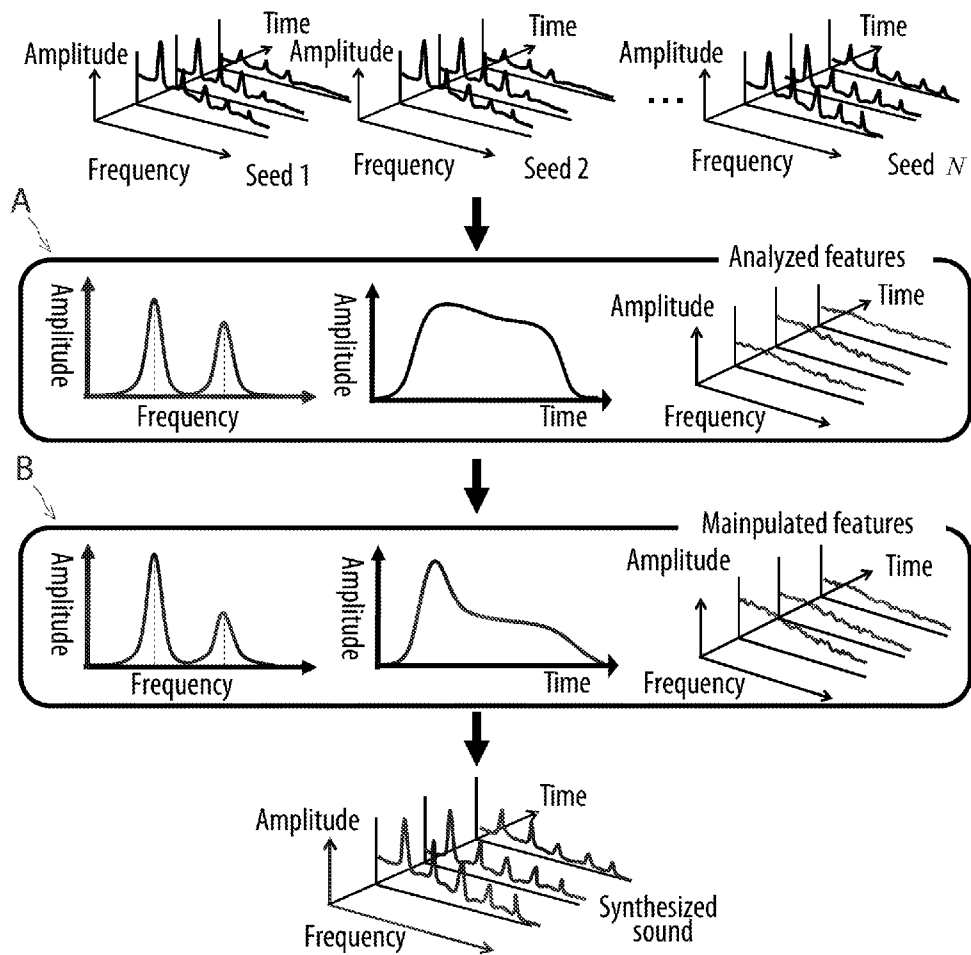 Amplitude
Time
Frequency
Seed 1
Amplitude
Time
Frequency
Seed 2
...
Amplitude
Time
Frequency
Seed N
A
Analyzed features
Amplitude
Frequency
Amplitude
Time
Amplitude
Time
Frequency
B
Mainpulated features
Amplitude
Frequency
Amplitude
Time
Amplitude
Time
Frequency
Amplitude
Time
Frequency
Synthesized
sound